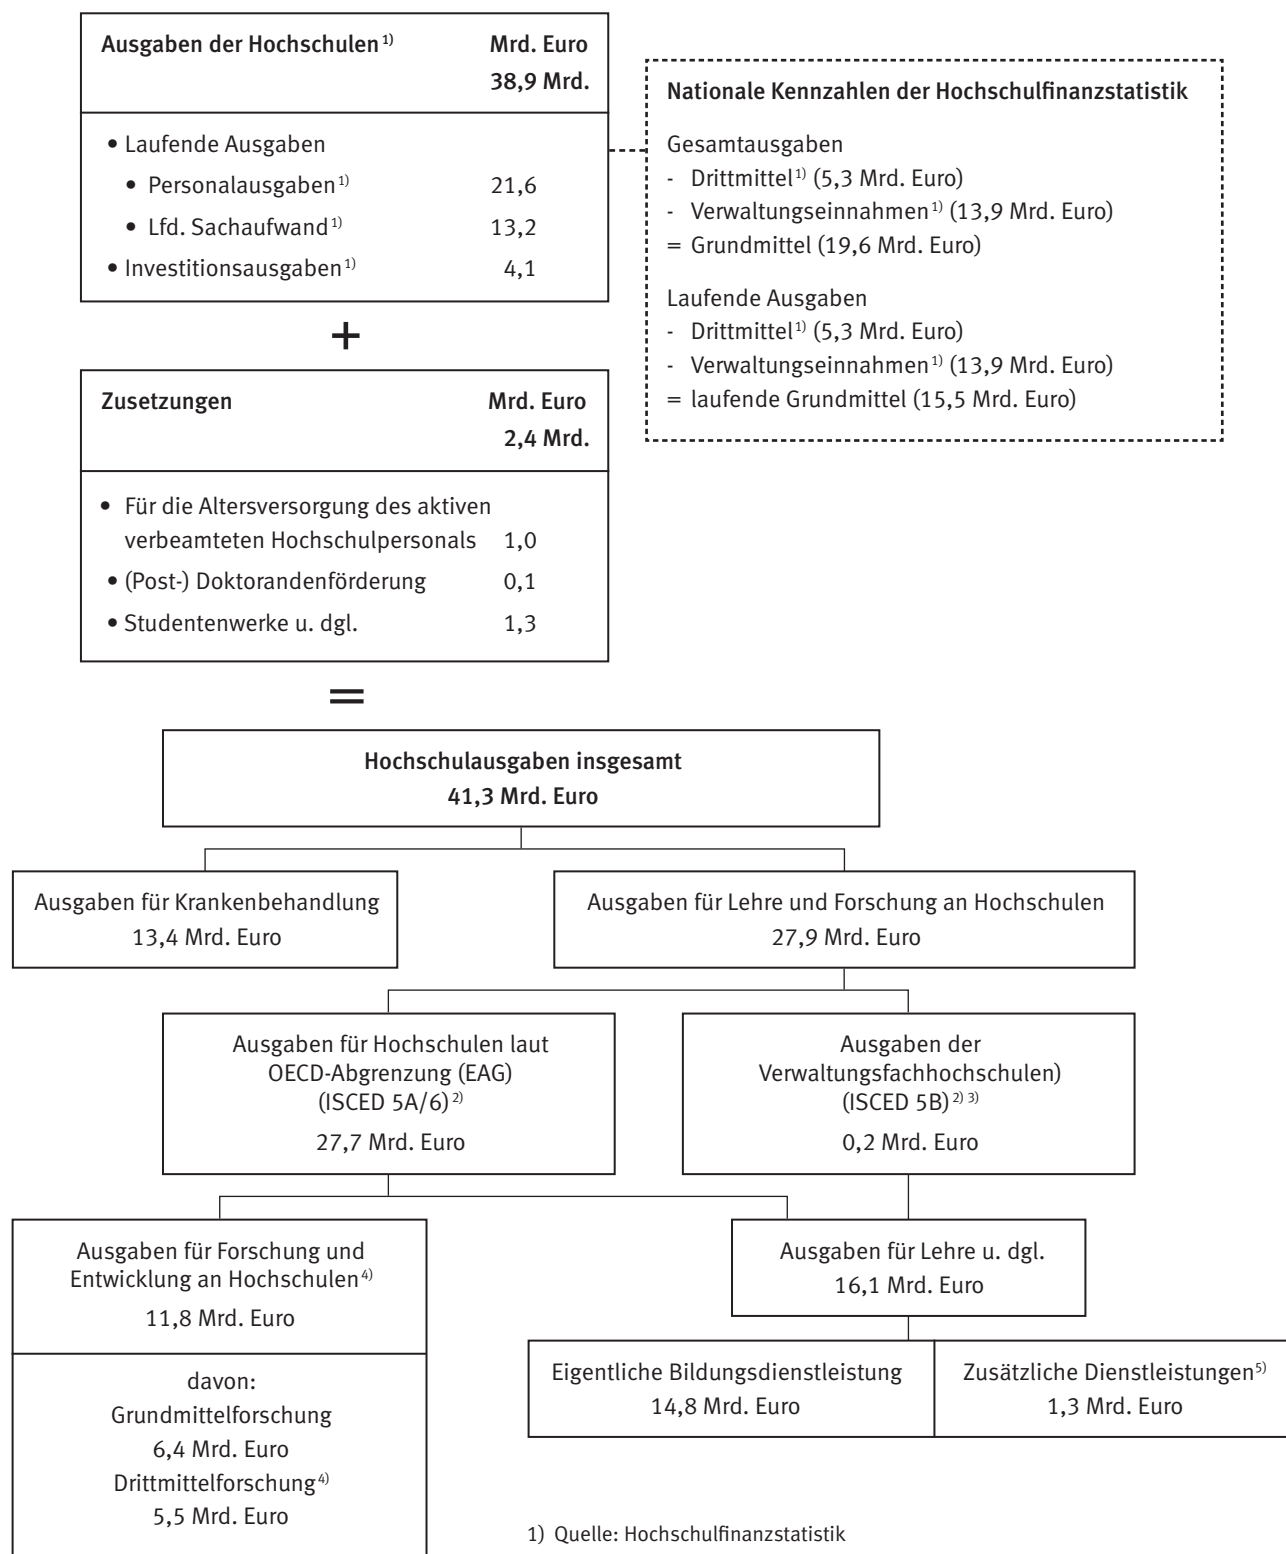 Ausgaben der Hochschulen 1) Mrd. Euro
38,9 Mrd.
• Laufende Ausgaben
• Personalausgaben 1) 21,6
• Lfd. Sachaufwand 1) 13,2
• Investitionsausgaben 1) 4,1
Nationale Kennzahlen der Hochschulfinanzstatistik
Gesamtausgaben
- Drittmittel 1) (5,3 Mrd. Euro)
- Verwaltungseinnahmen 1) (13,9 Mrd. Euro)
= Grundmittel (19,6 Mrd. Euro)
Laufende Ausgaben
- Drittmittel 1) (5,3 Mrd. Euro)
- Verwaltungseinnahmen 1) (13,9 Mrd. Euro)
= laufende Grundmittel (15,5 Mrd. Euro)
+
Zusetzungen Mrd. Euro
2,4 Mrd.
• Für die Altersversorgung des aktiven
verbeamteten Hochschulpersonals 1,0
• (Post-) Doktorandenförderung 0,1
• Studentenwerke u. dgl. 1,3
=
Hochschulausgaben insgesamt
41,3 Mrd. Euro
Ausgaben für Krankenbehandlung
13,4 Mrd. Euro
Ausgaben für Lehre und Forschung an Hochschulen
27,9 Mrd. Euro
Ausgaben für Hochschulen laut
OECD-Abgrenzung (EAG)
(ISCED 5A/6) 2)
27,7 Mrd. Euro
Ausgaben der
Verwaltungsfachhochschulen)
(ISCED 5B) 2) 3)
0,2 Mrd. Euro
Ausgaben für Forschung und
Entwicklung an Hochschulen 4)
11,8 Mrd. Euro
davon:
Grundmittelforschung
6,4 Mrd. Euro
Drittmittelforschung 4)
5,5 Mrd. Euro
Ausgaben für Lehre u. dgl.
16,1 Mrd. Euro
Eigentliche Bildungsdienstleistung
14,8 Mrd. Euro
Zusätzliche Dienstleistungen 5)
1,3 Mrd. Euro
1) Quelle: Hochschulfinanzstatistik